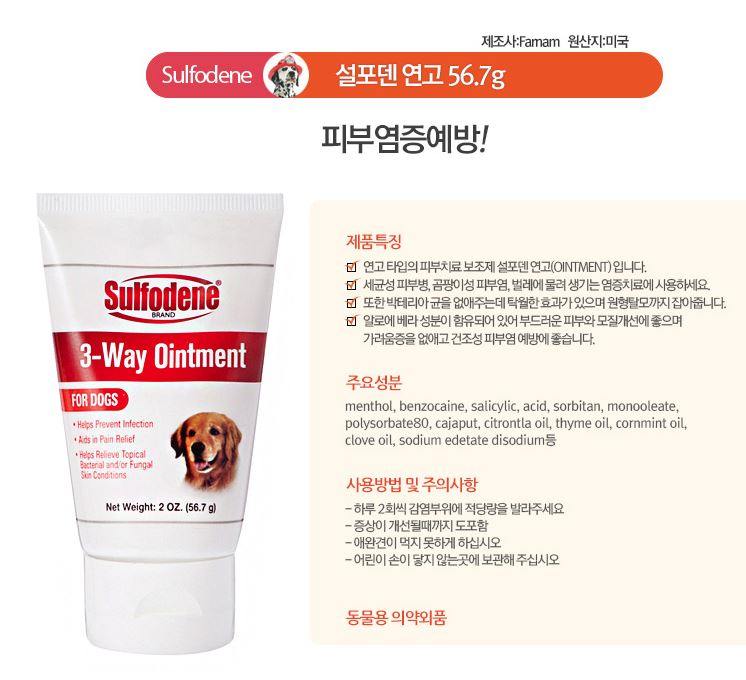 제조사:Farnam 원산지:미국
Sulfodene 설포덴 연고 56.7g
피부염증예방!
Sulfodene®
BRAND
3-Way Ointment
FOR DOGS
• Helps Prevent Infection
• Aids in Pain Relief
• Helps Relieve Topical
Bacterial and/or Fungal
Skin Conditions
Net Weight: 2 OZ. (56.7 g)
제품특징
연고 타입의 피부치료 보조제 설포덴 연고(OINTMENT) 입니다.
세균성 피부병, 곰팡이성 피부염, 벌레에 물려 생기는 염증치료에 사용하세요.
또한 박테리아 균을 없애주는데 탁월한 효과가 있으며 원형탈모까지 잡아줍니다.
알로에 베라 성분이 함유되어 있어 부드러운 피부와 모질개선에 좋으며
가려움증을 없애고 건조성 피부염 예방에 좋습니다.
주요성분
menthol, benzocaine, salicylic, acid, sorbitan, monooleate,
polysorbate80, cajaput, citrontla oil, thyme oil, cornmint oil,
clove oil, sodium edetate disodium등
사용방법 및 주의사항
- 하루 2회씩 감염부위에 적당량을 발라주세요
- 증상이 개선될때까지 도포함
- 애완견이 먹지 못하게 하십시오
- 어린이 손이 닿지 않는곳에 보관해 주십시오
동물용 의약외품